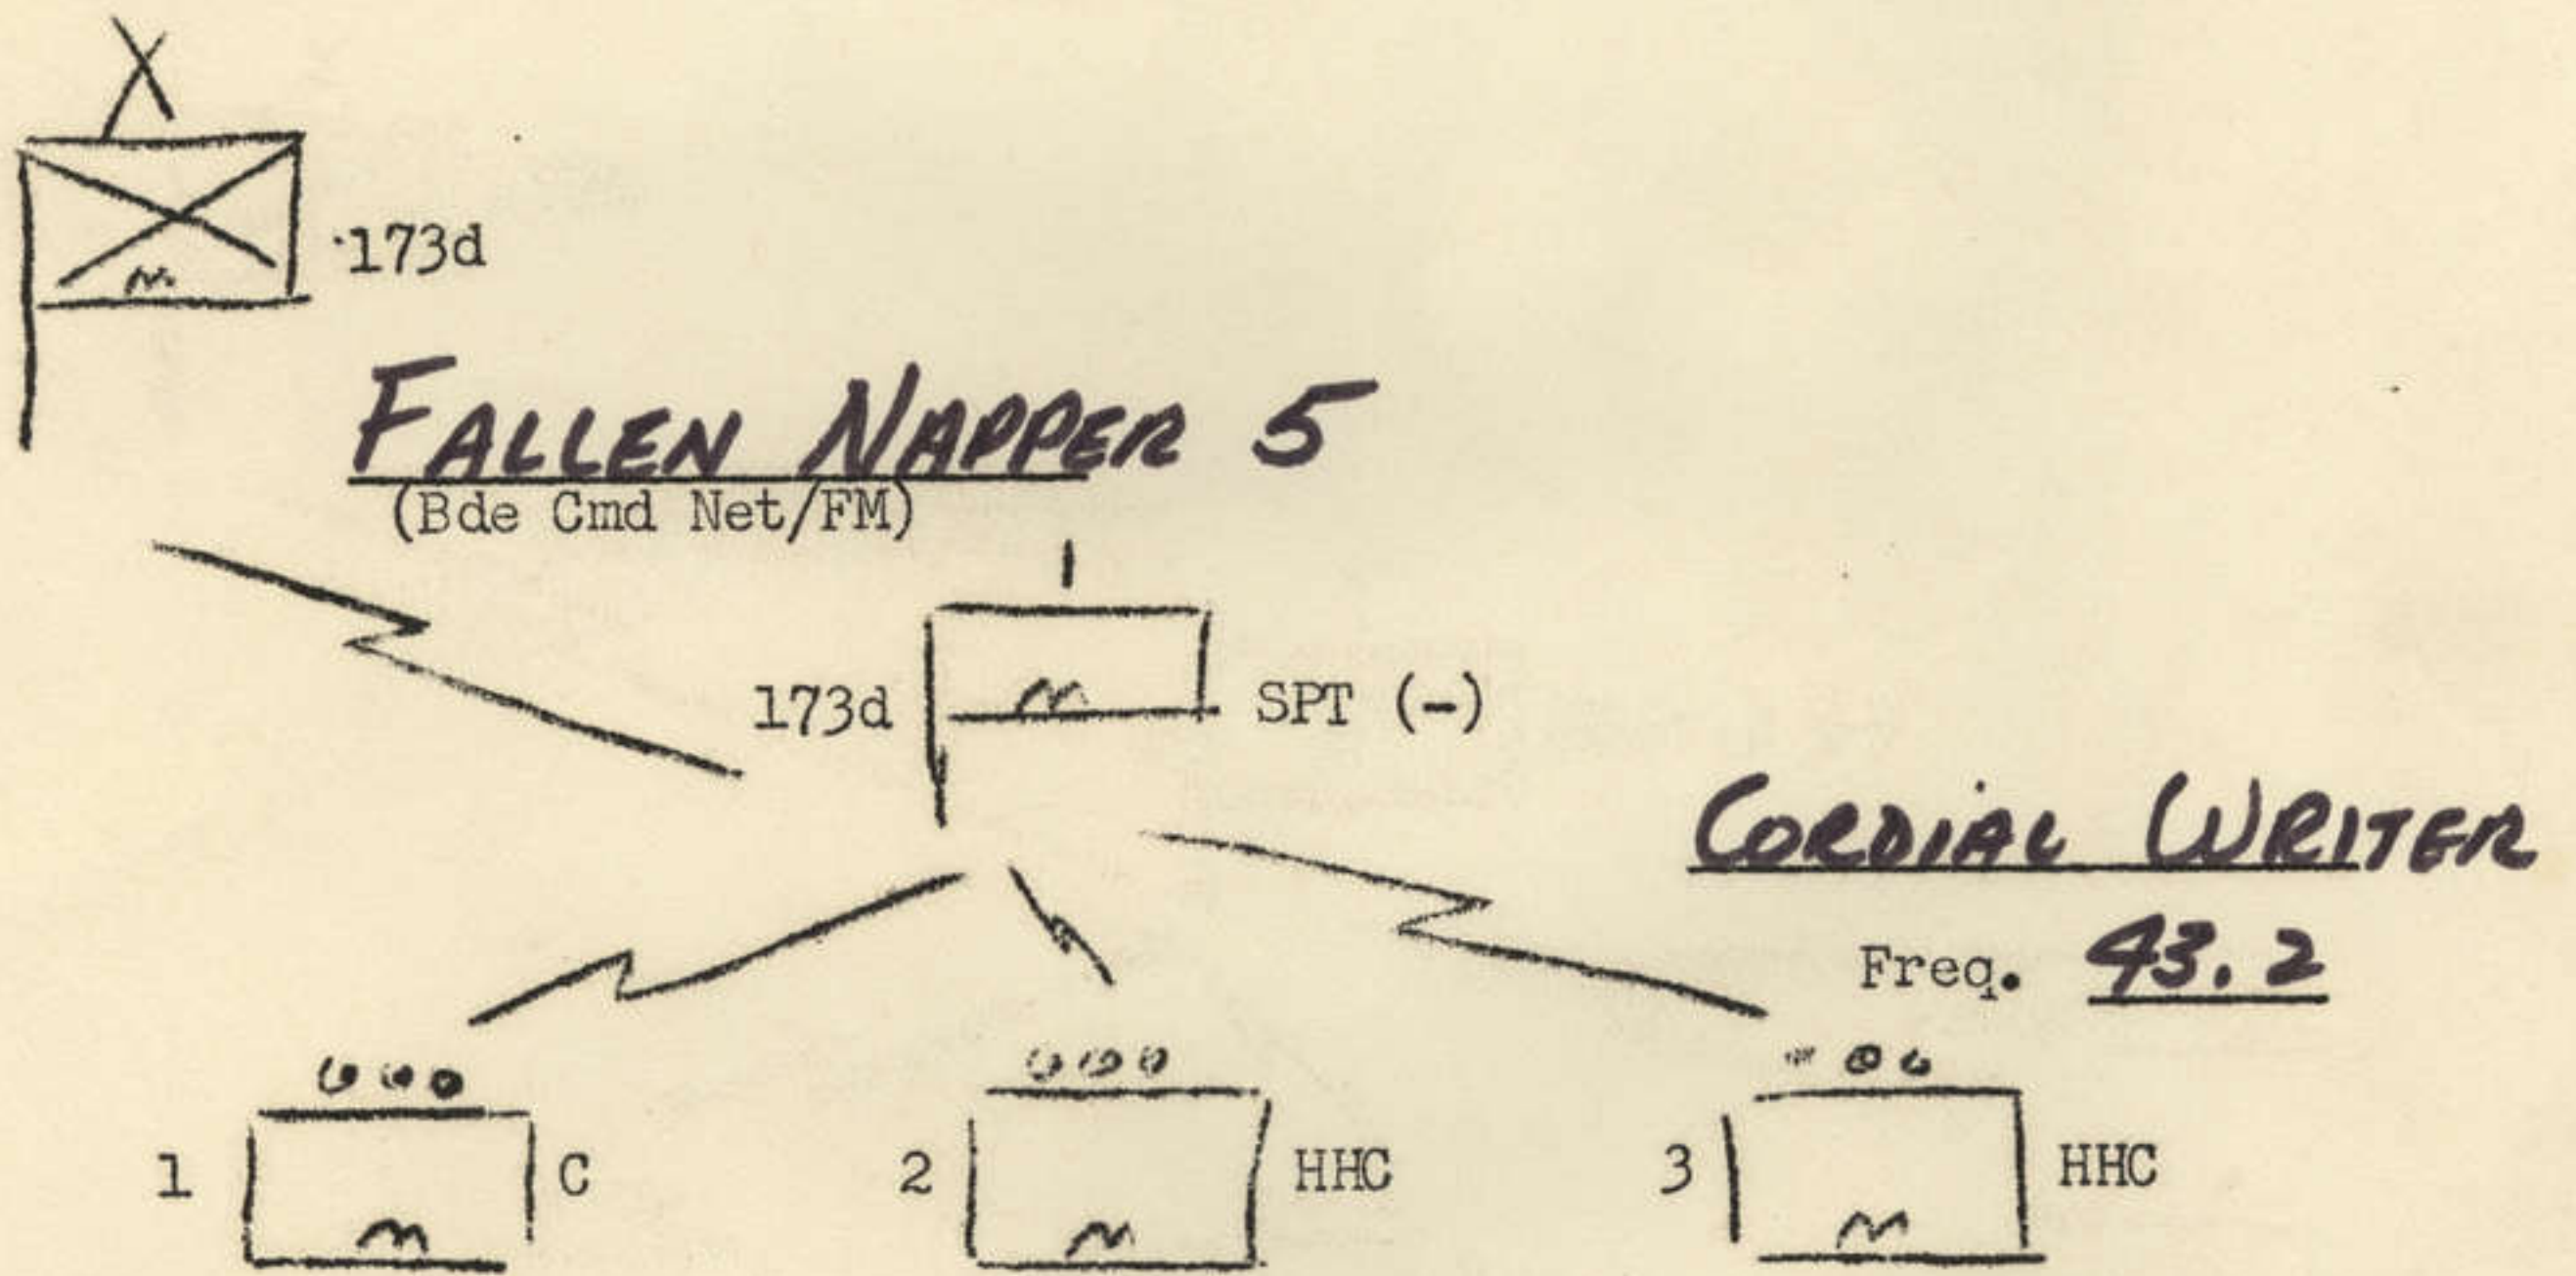 173d
FALLEN NAPPER 5
(Bde Cmd Net/FM)
173d SPT (-)
CORDIAL WRITER
Freq. 43.2
1 C 2 HHC 3 HHC